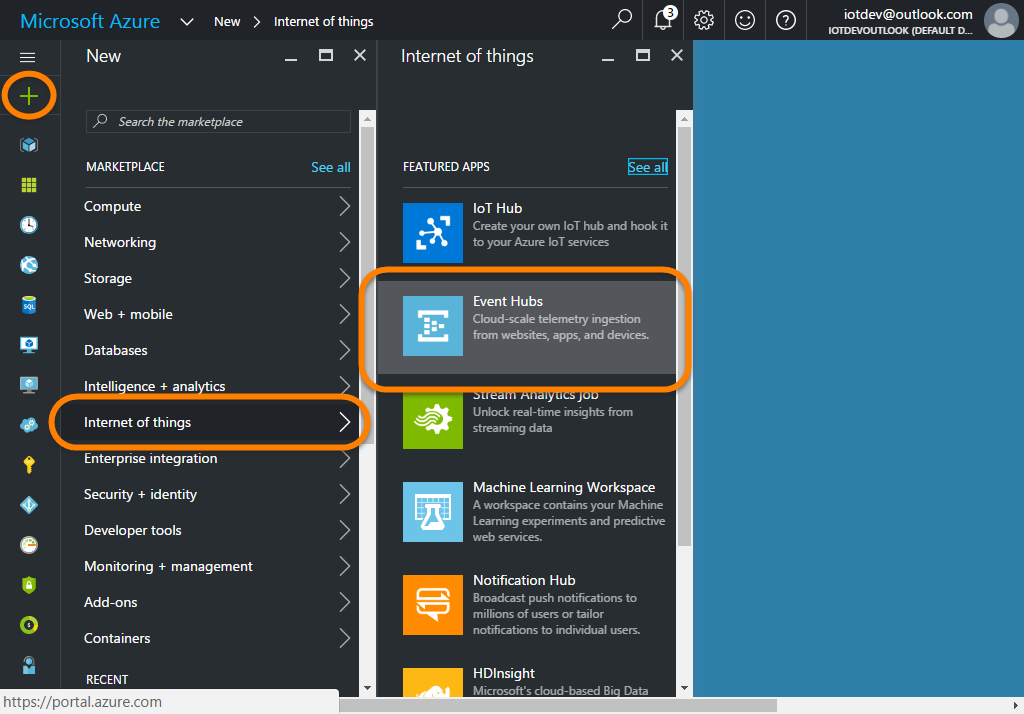 Microsoft Azure
New
Internet of things
3
iotdev@outlook.com
IOTDEVOUTLOOK (DEFAULT D...
New
Search the marketplace
MARKETPLACE
See all
Compute
Networking
Storage
Web + mobile
Databases
Intelligence + analytics
Internet of things
Enterprise integration
Security + identity
Developer tools
Monitoring + management
Add-ons
Containers
RECENT
Internet of things
FEATURED APPS
See all
IoT Hub
Create your own IoT hub and hook it
to your Azure IoT services
Event Hubs
Cloud-scale telemetry ingestion
from websites, apps, and devices.
Stream Analytics Job
Unlock real-time insights from
streaming data
Machine Learning Workspace
A workspace contains your Machine
Learning experiments and predictive
web services.
Notification Hub
Broadcast push notifications to
millions of users or tailor
notifications to individual users.
HDInsight
Microsoft's cloud-based Big Data
SQL
https://portal.azure.com